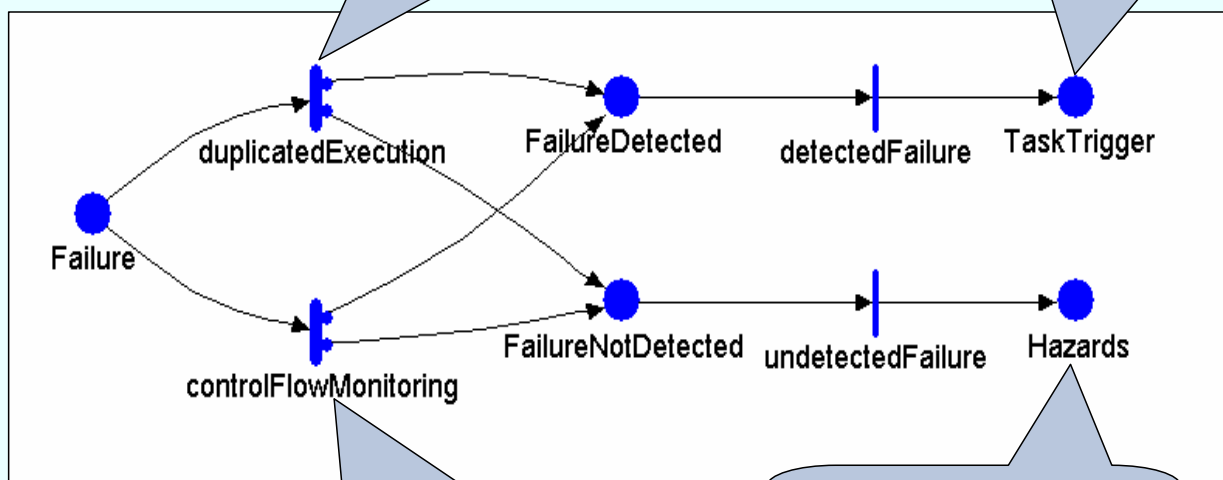 duplicatedExecution
FailureDetected
detectedFailure
TaskTrigger
Failure
controlFlowMonitoring
FailureNotDetected
undetectedFailure
Hazards